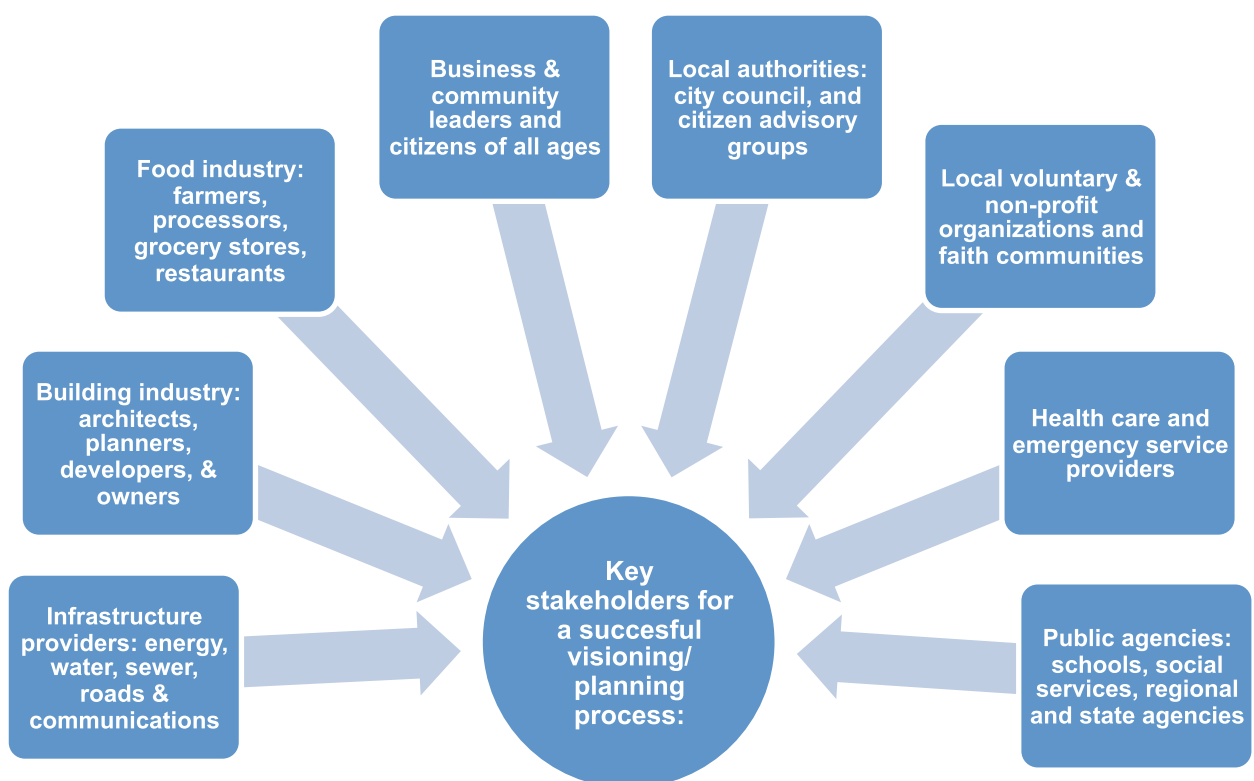 Business &
community
leaders and
citizens of all ages
Local authorities:
city council, and
citizen advisory
groups
Food industry:
farmers,
processors,
grocery stores,
restaurants
Local voluntary &
non-profit
organizations and
faith communities
Building industry:
architects,
planners,
developers, &
owners
Health care and
emergency service
providers
Infrastructure
providers: energy,
water, sewer,
roads &
communications
Key
stakeholders for
a succesful
visioning/
planning
process:
Public agencies:
schools, social
services, regional
and state agencies